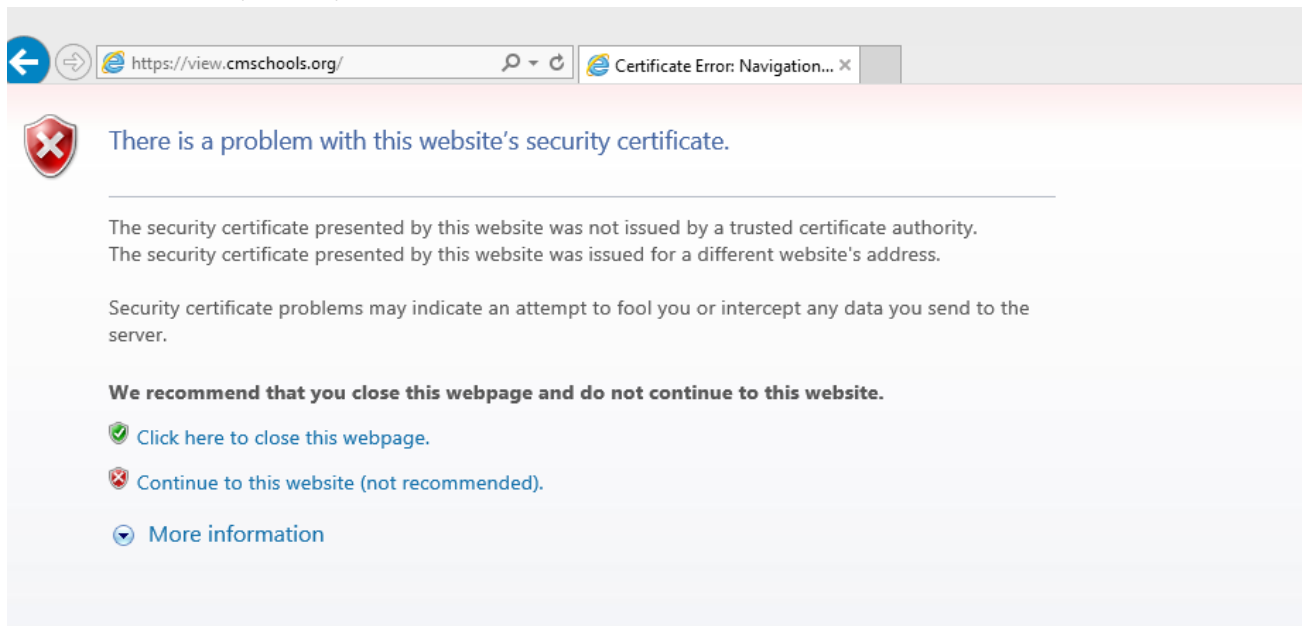 https://view.cmschools.org/
Certificate Error: Navigation...
There is a problem with this website's security certificate.
The security certificate presented by this website was not issued by a trusted certificate authority.
The security certificate presented by this website was issued for a different website's address.
Security certificate problems may indicate an attempt to fool you or intercept any data you send to the
server.
We recommend that you close this webpage and do not continue to this website.
Click here to close this webpage.
Continue to this website (not recommended).
More information